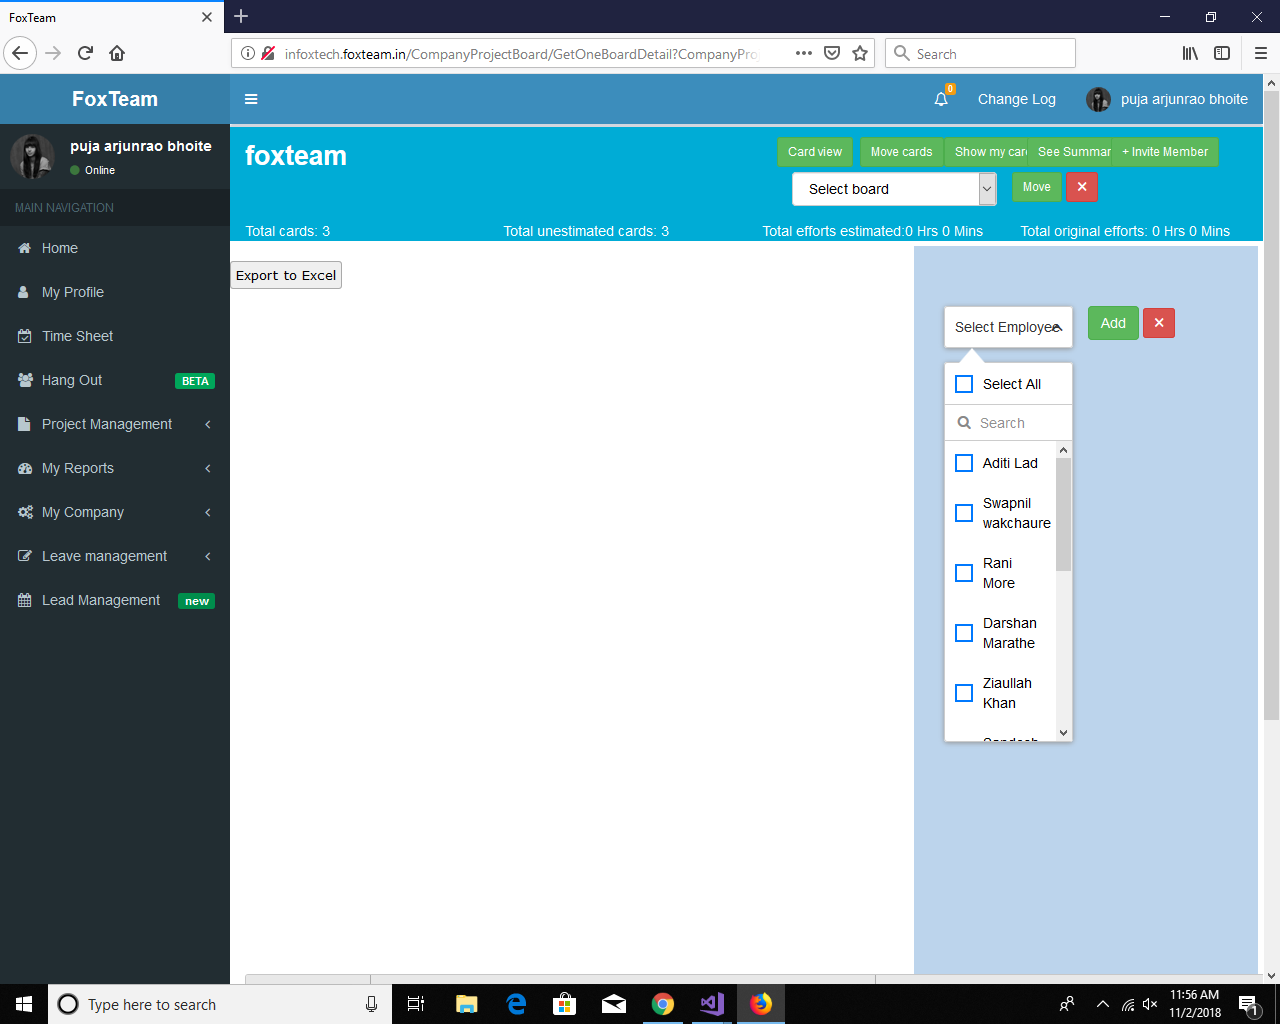 FoxTeam
infoxtech.foxteam.in/CompanyProjectBoard/GetOneBoardDetail?CompanyPro
Search
FoxTeam
0
Change Log
puja arjunrao bhoite
puja arjunrao bhoite
Online
MAIN NAVIGATION
Home
My Profile
Time Sheet
Hang Out
BETA
Project Management
My Reports
My Company
Leave management
Lead Management
new
foxteam
Card view
Move cards
Show my car
See Summar
+ Invite Member
Select board
Move
Total cards: 3
Total unestimated cards: 3
Total efforts estimated:0 Hrs 0 Mins
Total original efforts: 0 Hrs 0 Mins
Export to Excel
Select Employee
Add
Select All
Search
Aditi Lad
Swapnil
wakchaure
Rani
More
Darshan
Marathe
Ziaullah
Khan
Type here to search
11:56 AM
11/2/2018
1